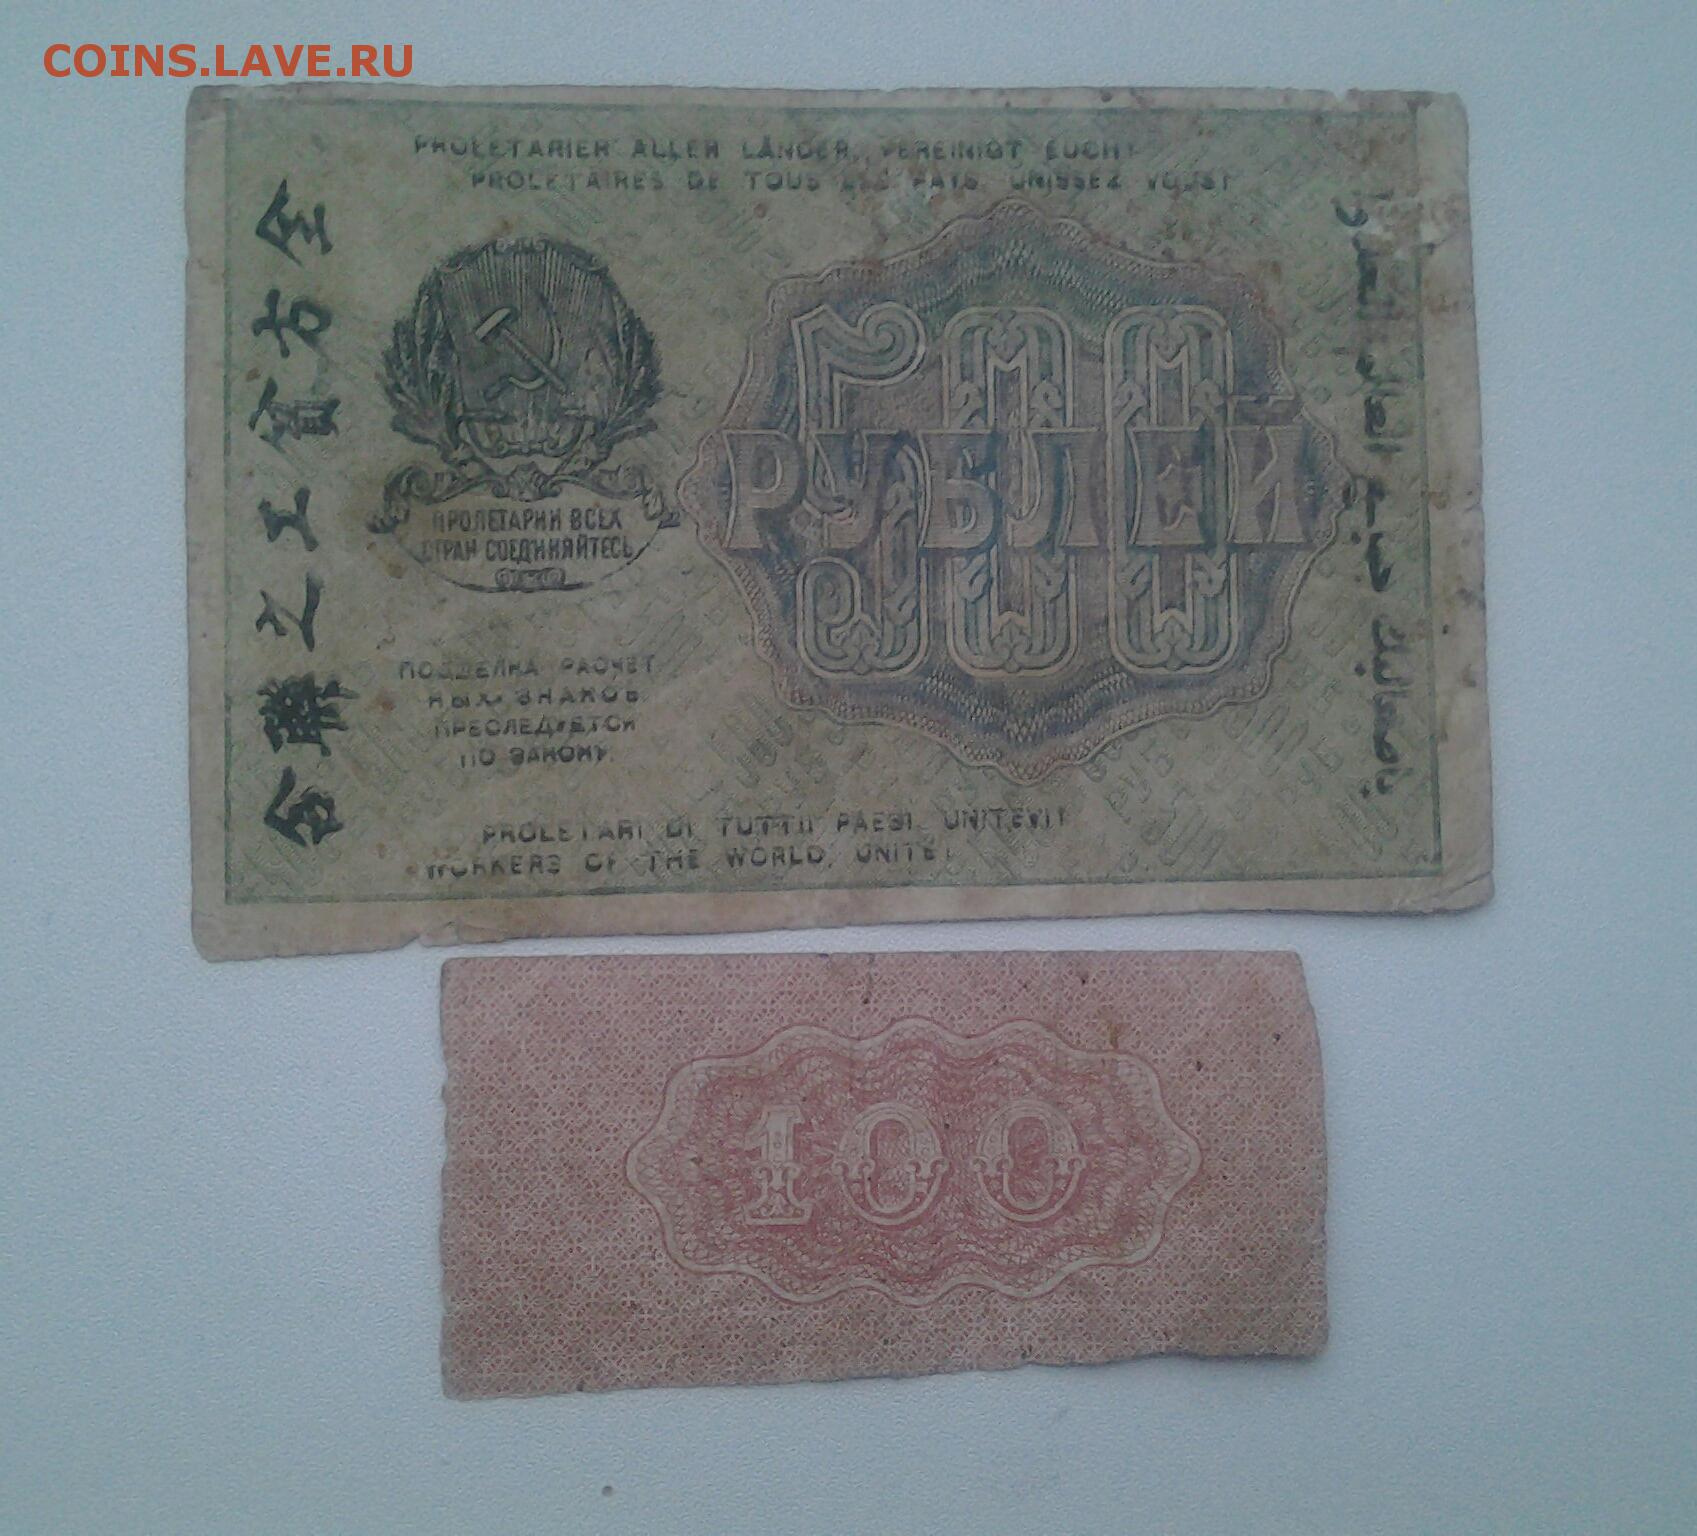 COINS.LAVE.RU
PROLETARIER ALLER LÄNDER, VEREINIGT EUCH!
PROLETAIRES DE TOUS LES PAYS, UNISSEZ VOUS!
500
РУБЛЕЙ
ПРОЛЕТАРИИ ВСЕХ
СТРАН СОЕДИНЯЙТЕСЬ
ПОДДЕЛКА РАСЧЕТ
НЫХ ЗНАКОВ
ПРЕСЛЕДУЕТСЯ
ПО ЗАКОНУ.
PROLETARI DI TUTTI I PAESI, UNITEVI!
WORKERS OF THE WORLD, UNITE!
100